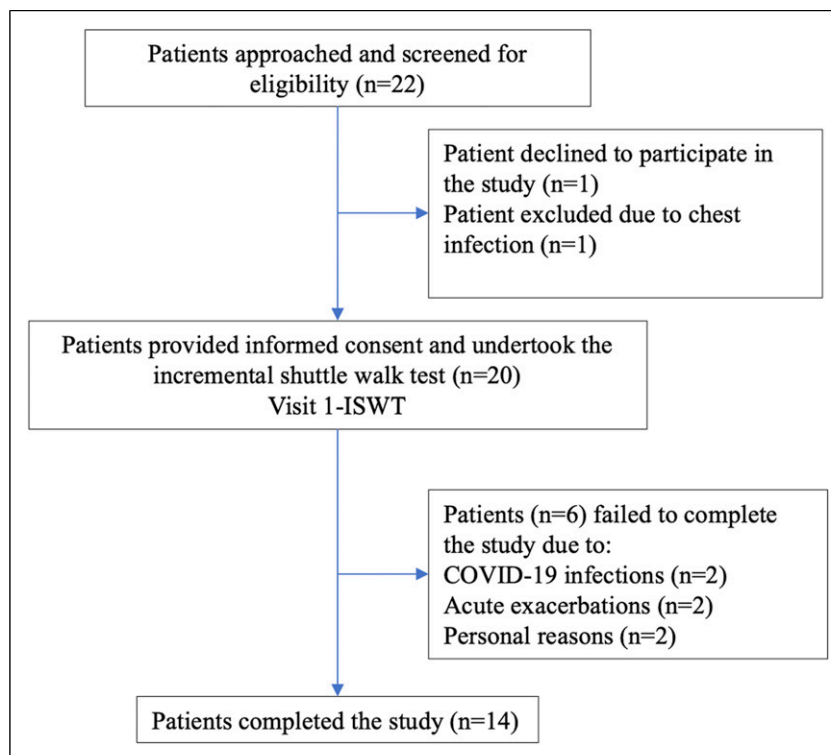 Patients approached and screened for
eligibility (n=22)
Patient declined to participate in
the study (n=1)
Patient excluded due to chest
infection (n=1)
Patients provided informed consent and undertook the
incremental shuttle walk test (n=20)
Visit 1-ISWT
Patients (n=6) failed to complete
the study due to:
COVID-19 infections (n=2)
Acute exacerbations (n=2)
Personal reasons (n=2)
Patients completed the study (n=14)